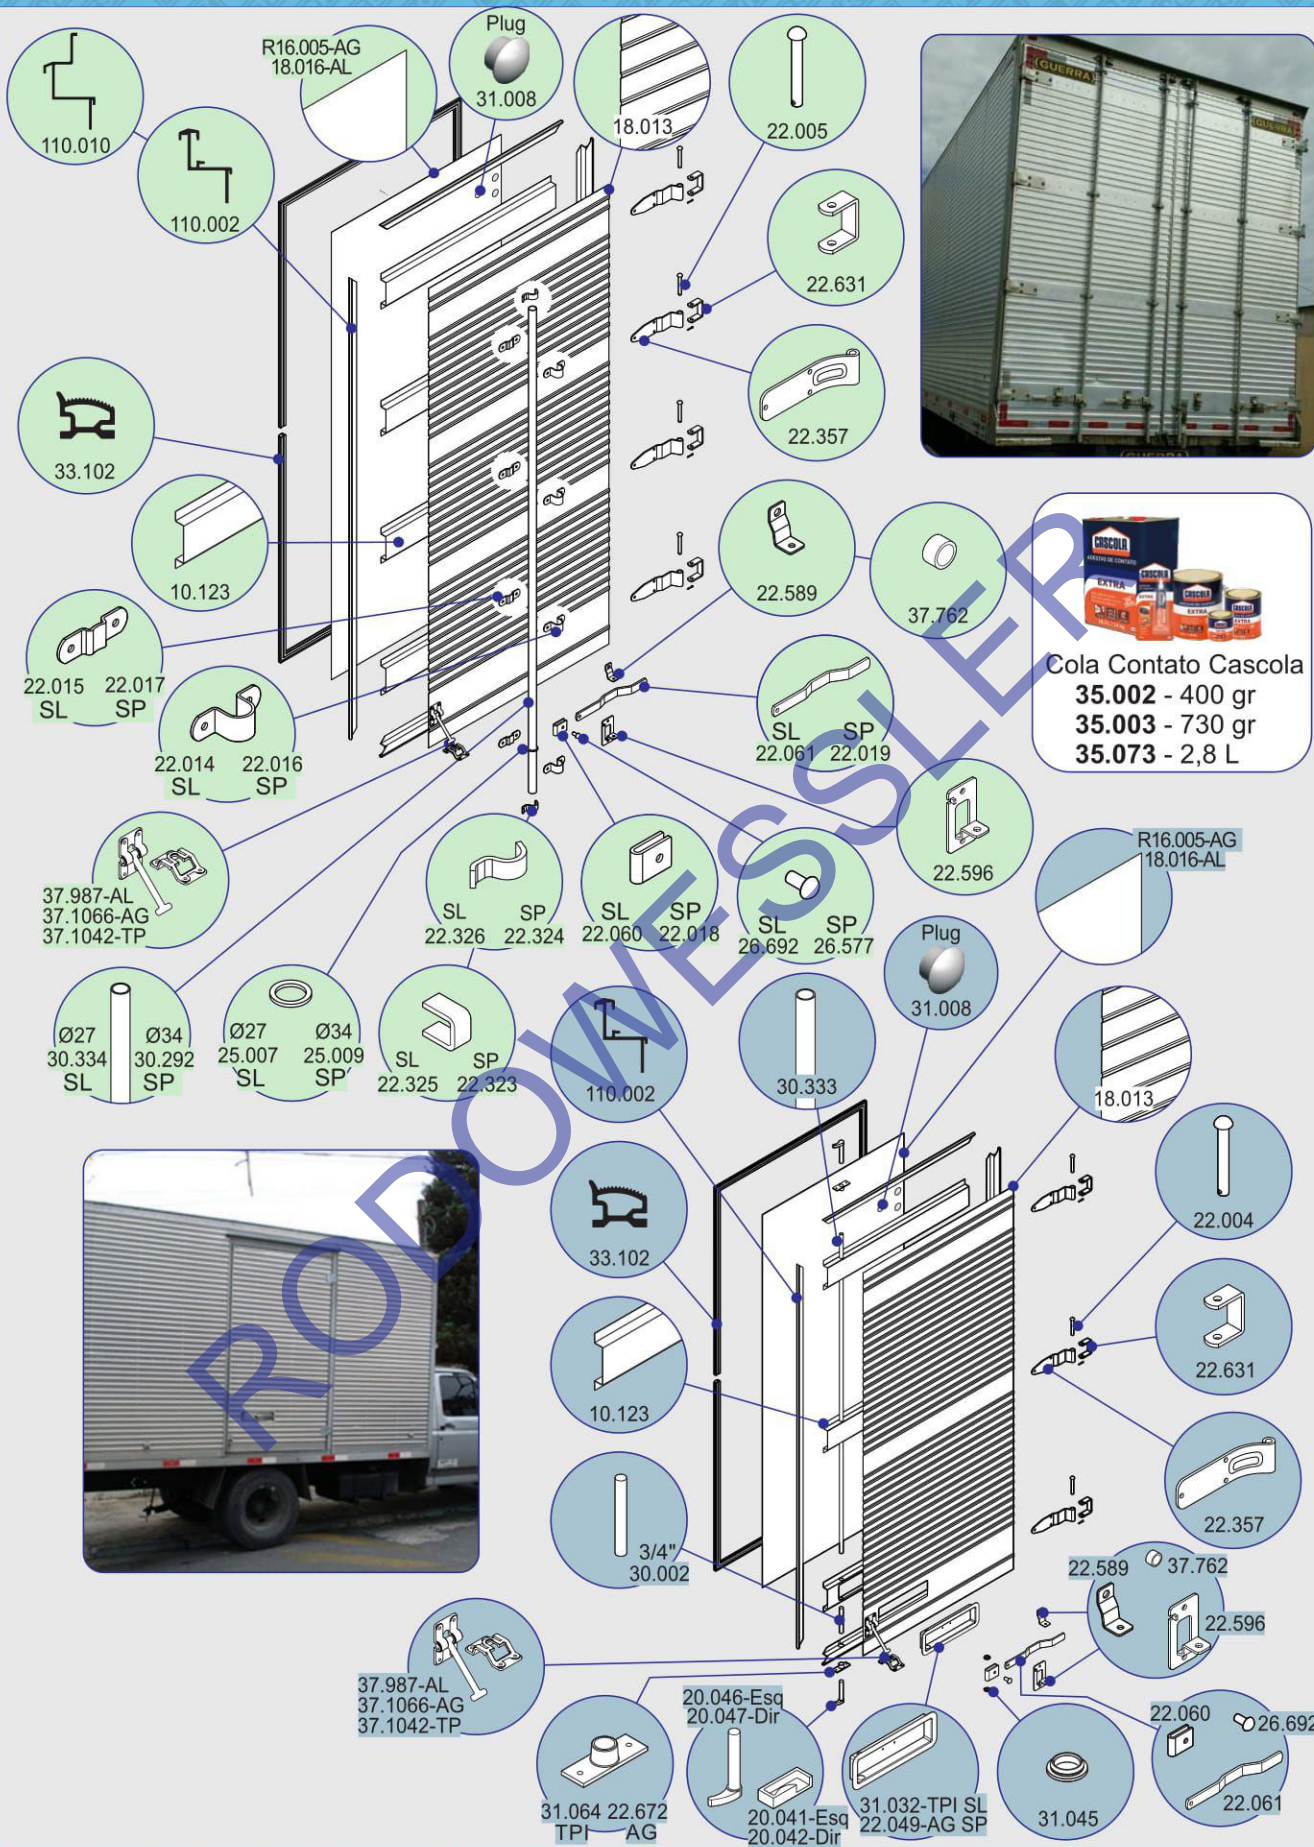 110.010
R16.005-AG
18.016-AL
Plug
31.008
18.013
22.005
GUERRA
GUERRA
110.002
22.631
33.102
22.357
10.123
22.589
37.762
CASCOLA
ADESIVO DE CONTATO
EXTRA
CASCOLA
CASCOLA
EXTRA
Cola Contato Cascola
35.002 - 400 gr
35.003 - 730 gr
35.073 - 2,8 L
22.015 22.017
SL SP
22.014 22.016
SL SP
SL SP
22.061 22.019
22.596
37.987-AL
37.1066-AG
37.1042-TP
SL SP
22.326 22.324
SL SP
22.060 22.018
SL SP
26.692 26.577
R16.005-AG
18.016-AL
Ø27 Ø34
30.334 30.292
SL SP
Ø27 Ø34
25.007 25.009
SL SP
SL SP
22.325 22.323
110.002
30.333
Plug
31.008
18.013
33.102
22.004
22.631
10.123
22.357
3/4"
30.002
22.589 37.762
22.596
37.987-AL
37.1066-AG
37.1042-TP
31.064 22.672
TPI AG
20.046-Esq
20.047-Dir
20.041-Esq
20.042-Dir
31.032-TPI SL
22.049-AG SP
31.045
22.060 26.692
22.061
RODOWESSLER